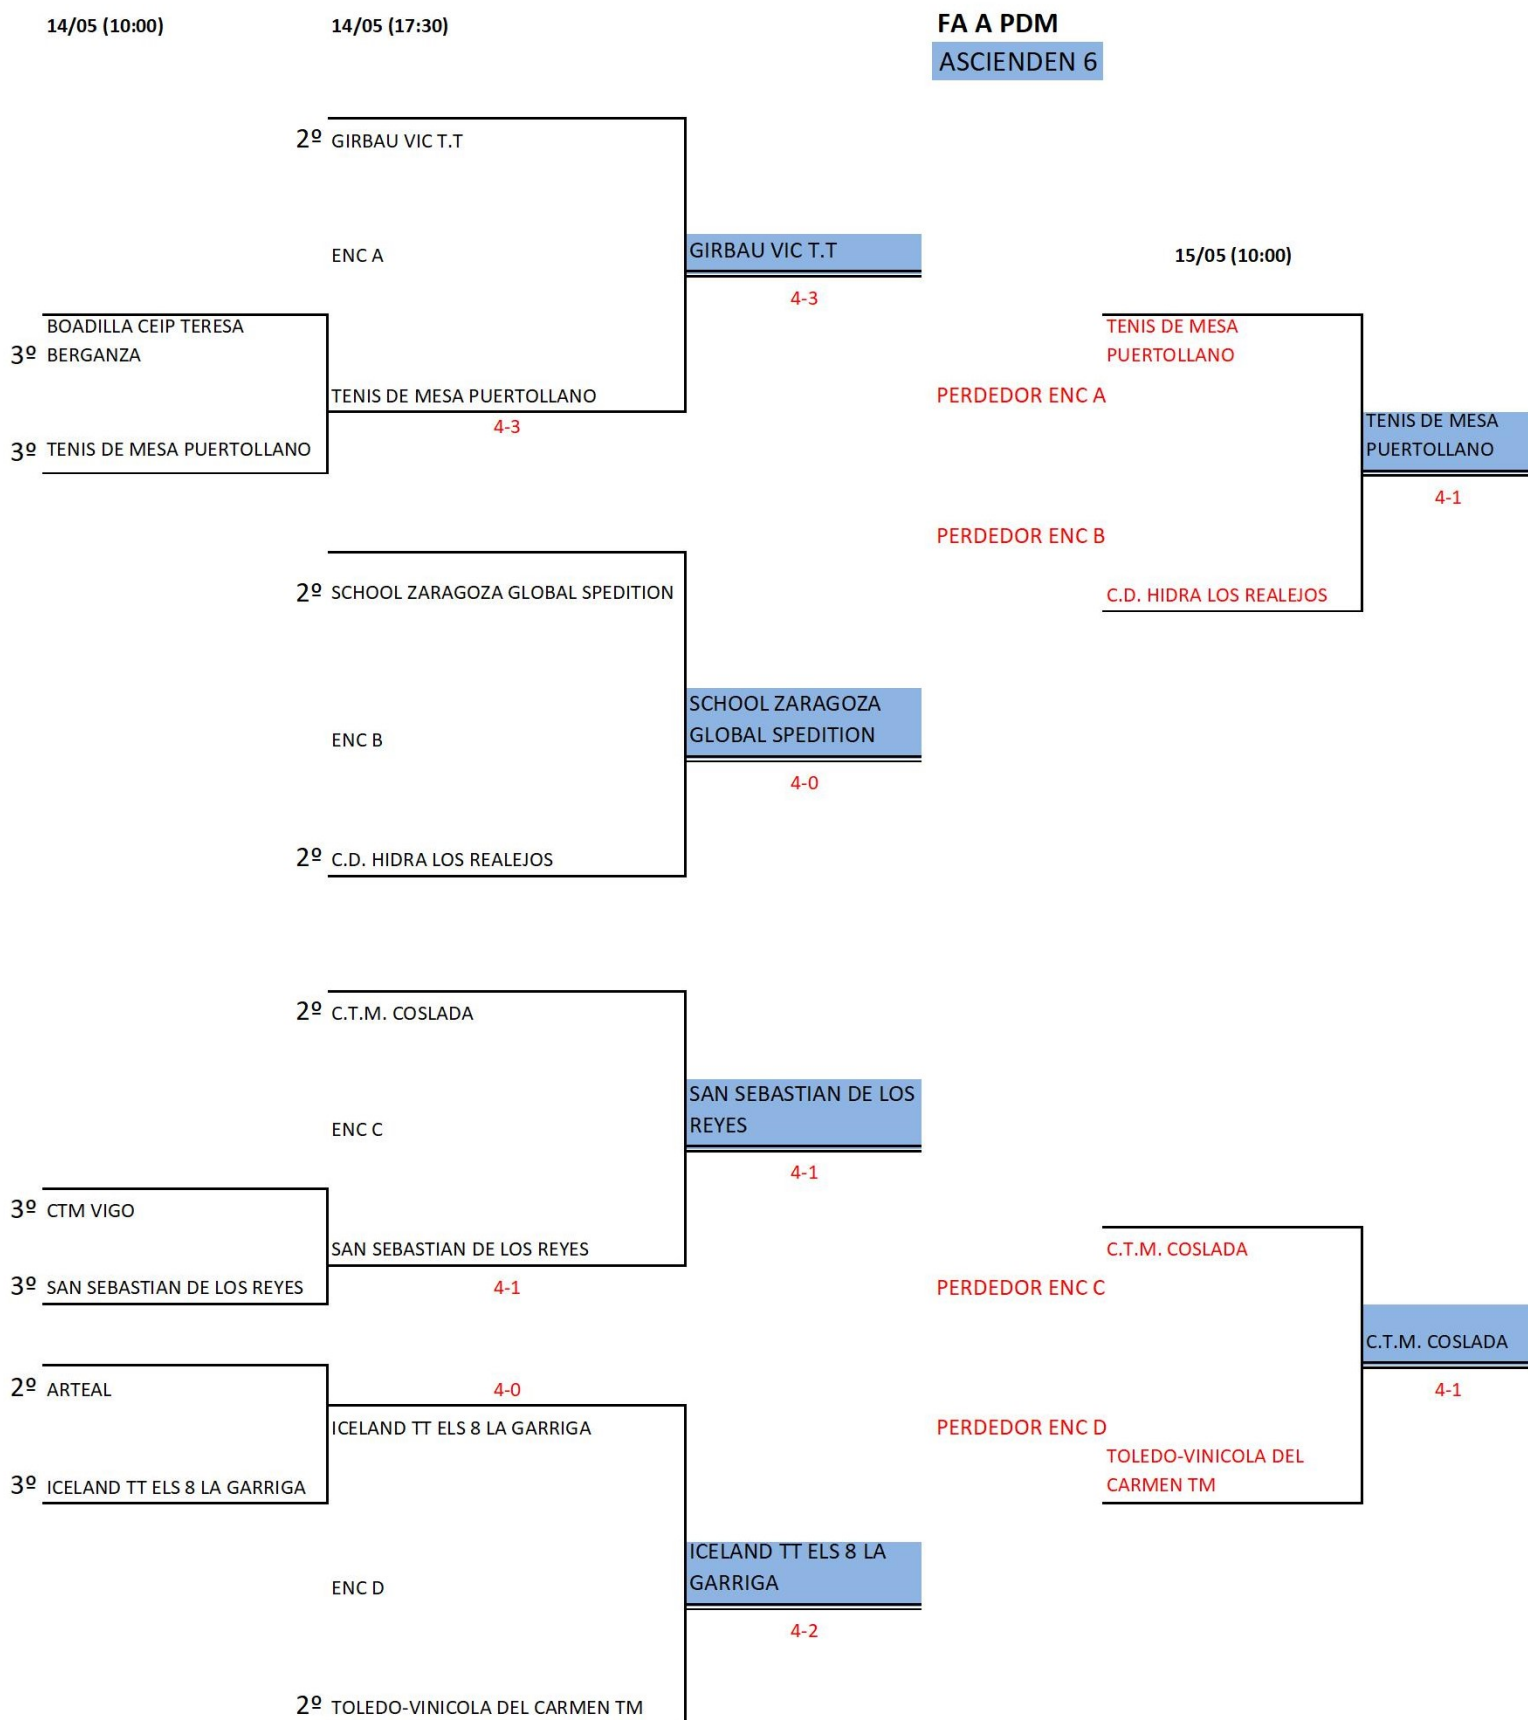 14/05 (10:00)
14/05 (17:30)
FA A PDM
ASCIENDEN 6
2º GIRBAU VIC T.T
ENC A
GIRBAU VIC T.T
15/05 (10:00)
4-3
BOADILLA CEIP TERESA
3º BERGANZA
TENIS DE MESA
PUERTOLLANO
TENIS DE MESA PUERTOLLANO
PERDEDOR ENC A
4-3
TENIS DE MESA
PUERTOLLANO
3º TENIS DE MESA PUERTOLLANO
4-1
PERDEDOR ENC B
2º SCHOOL ZARAGOZA GLOBAL SPEDITION
C.D. HIDRA LOS REALEJOS
SCHOOL ZARAGOZA
GLOBAL SPEDITION
ENC B
4-0
2º C.D. HIDRA LOS REALEJOS
2º C.T.M. COSLADA
SAN SEBASTIAN DE LOS
REYES
ENC C
4-1
3º CTM VIGO
SAN SEBASTIAN DE LOS REYES
C.T.M. COSLADA
3º SAN SEBASTIAN DE LOS REYES
4-1
PERDEDOR ENC C
C.T.M. COSLADA
2º ARTEAL
4-0
4-1
ICELAND TT ELS 8 LA GARRIGA
PERDEDOR ENC D
TOLEDO-VINICOLA DEL
CARMEN TM
3º ICELAND TT ELS 8 LA GARRIGA
ICELAND TT ELS 8 LA
GARRIGA
ENC D
4-2
2º TOLEDO-VINICOLA DEL CARMEN TM